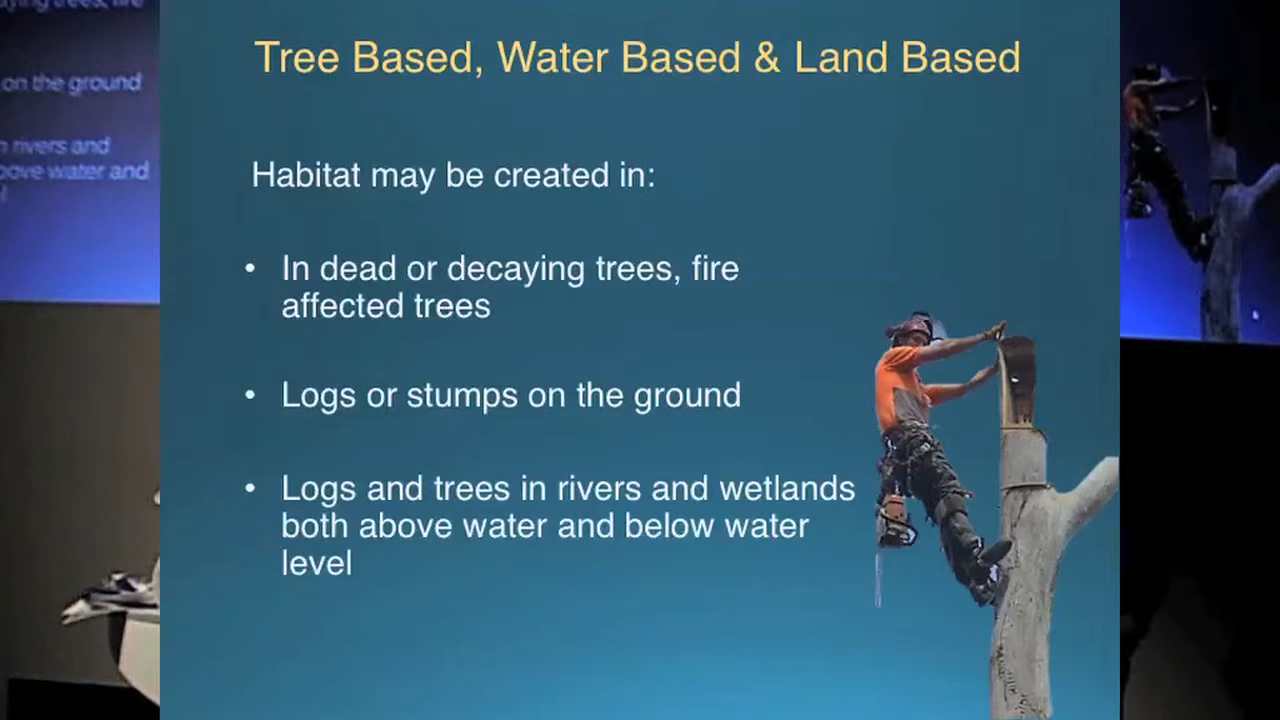 Tree Based, Water Based & Land Based
Habitat may be created in:
• In dead or decaying trees, fire
affected trees
• Logs or stumps on the ground
• Logs and trees in rivers and wetlands
both above water and below water
level
on the ground
rivers and
water and